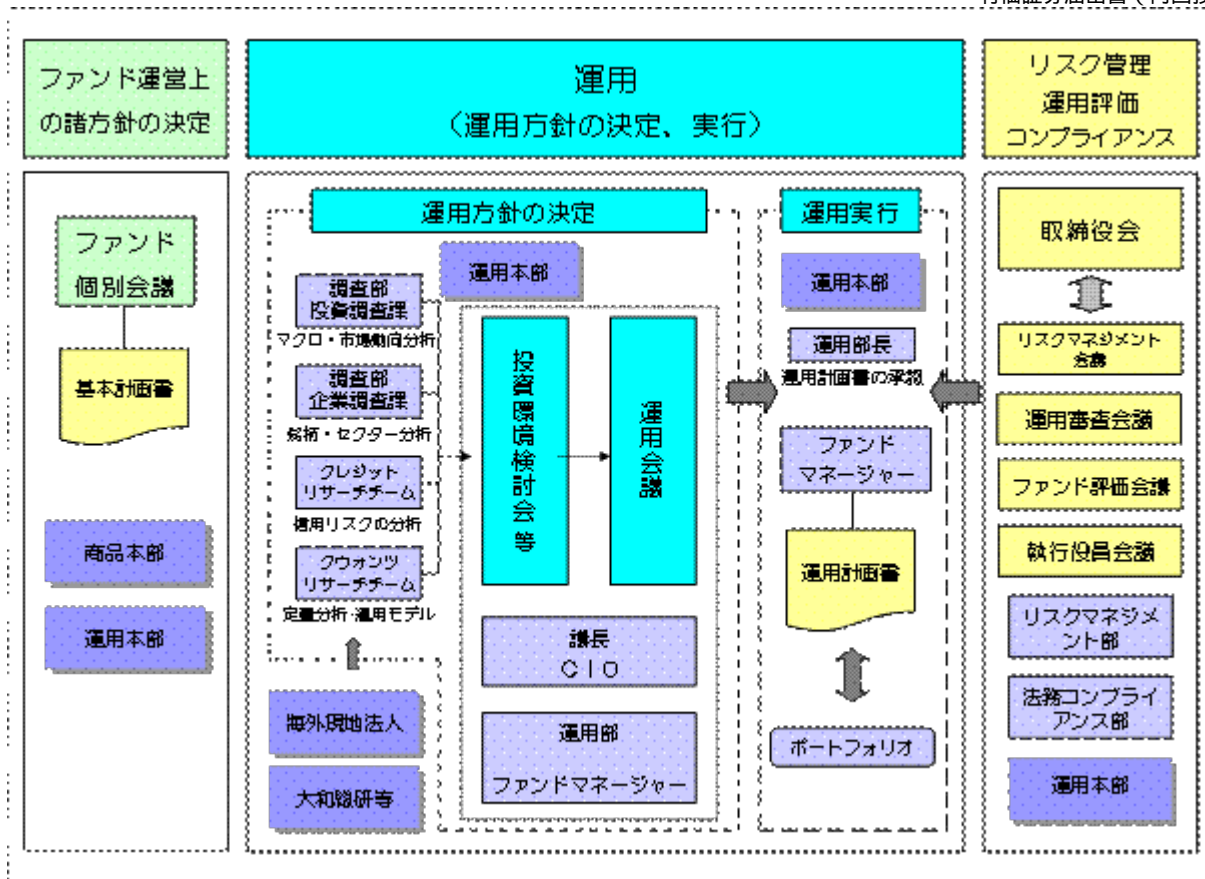 ファンド運営上
の諸方針の決定
運用
（運用方針の決定、実行）
リスク管理
運用評価
コンプライアンス
ファンド
個別会議
基本計画書
商品本部
運用本部
運用方針の決定
運用本部
調査部
投資調査課
マクロ・市場動向分析
調査部
企業調査課
銘柄・セクター分析
クレジット
リサーチチーム
信用リスクの分析
クウォンツ
リサーチチーム
定量分析・運用モデル
海外現地法人
大和総研等
投資環境検討会等
運用会議
議長
CIO
運用部
ファンドマネージャー
運用実行
運用本部
運用部長
運用計画書の承認
ファンド
マネージャー
運用計画書
ポートフォリオ
取締役会
リスクマネジメント
会議
運用審査会議
ファンド評価会議
執行役員会議
リスクマネジメ
ント部
法務コンプライ
アンス部
運用本部